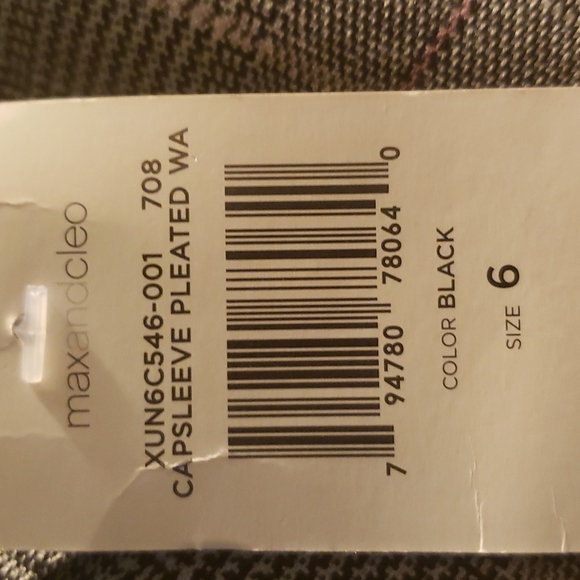 maxandcleo
XUN6C546-001 708
CAPSLEEVE PLEATED WA
7 94780 78064 0
COLOR BLACK
SIZE 6